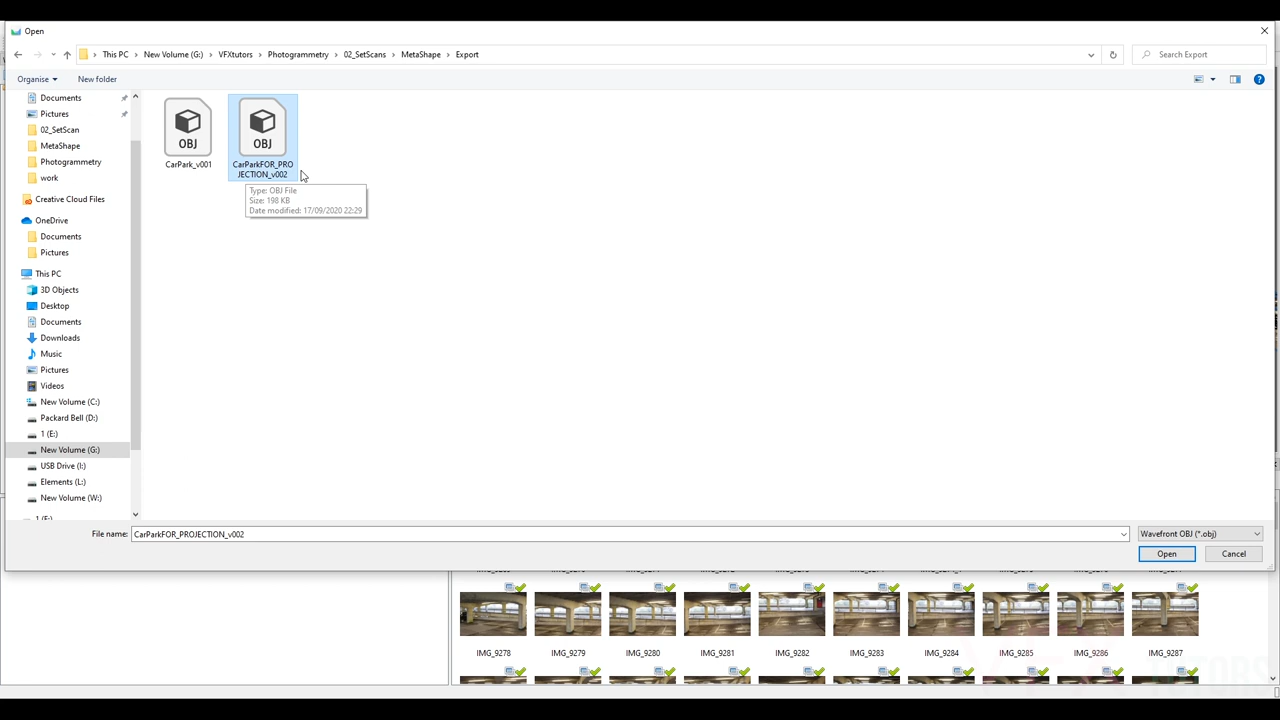 Open
This PC > New Volume (G:) > VFXtutors > Photogrammetry > 02_SetScans > MetaShape > Export
Search Export
Organise
New folder
Documents
Pictures
02_SetScan
MetaShape
Photogrammetry
work
Creative Cloud Files
OneDrive
Documents
Pictures
This PC
3D Objects
Desktop
Documents
Downloads
Music
Pictures
Videos
New Volume (C:)
Packard Bell (D:)
1 (E:)
New Volume (G:)
USB Drive (I:)
Elements (L:)
New Volume (W:)
1 (E:)
OBJ
CarPark_v001
OBJ
CarParkFOR_PRO
JECTION_v002
Type: OBJ File
Size: 198 KB
Date modified: 17/09/2020 22:29
File name:
CarParkFOR_PROJECTION_v002
Wavefront OBJ (*.obj)
Open
Cancel
IMG_9278
IMG_9279
IMG_9280
IMG_9281
IMG_9282
IMG_9283
IMG_9284
IMG_9285
IMG_9286
IMG_9287
TUTORS